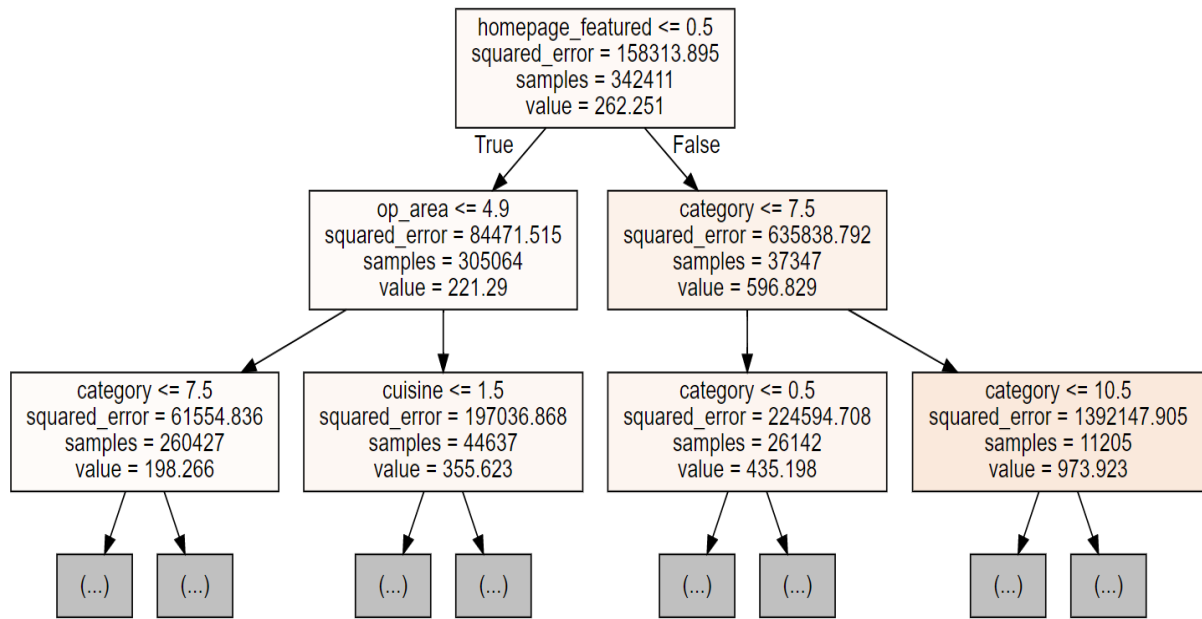 homepage_featured <= 0.5
squared_error = 158313.895
samples = 342411
value = 262.251
True
False
op_area <= 4.9
squared_error = 84471.515
samples = 305064
value = 221.29
category <= 7.5
squared_error = 635838.792
samples = 37347
value = 596.829
category <= 7.5
squared_error = 61554.836
samples = 260427
value = 198.266
cuisine <= 1.5
squared_error = 197036.868
samples = 44637
value = 355.623
category <= 0.5
squared_error = 224594.708
samples = 26142
value = 435.198
category <= 10.5
squared_error = 1392147.905
samples = 11205
value = 973.923
(...)
(...)
(...)
(...)
(...)
(...)
(...)
(...)